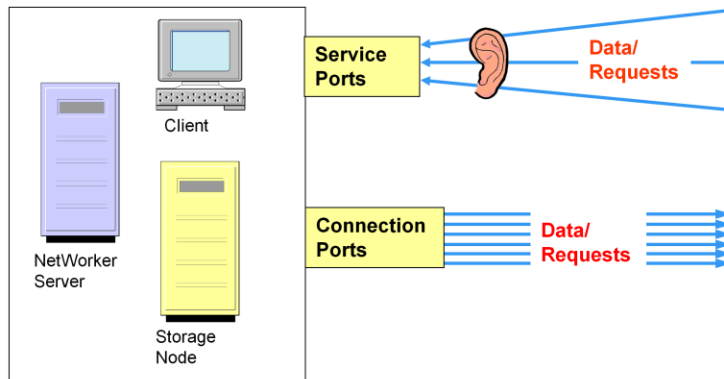 Service
Ports
Data/
Requests
Client
NetWorker
Server
Connection
Ports
Data/
Requests
Storage
Node